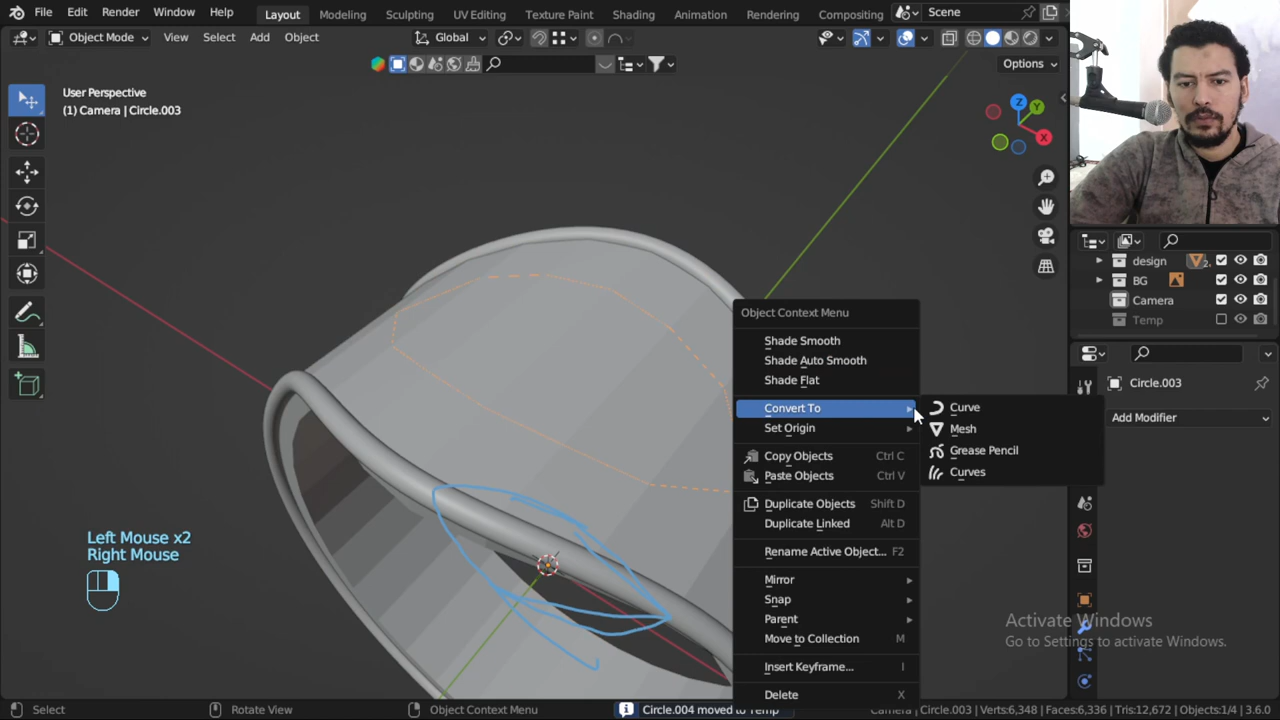 File Edit Render Window Help Layout Modeling Sculpting UV Editing Texture Paint Shading Animation Rendering Compositing Scene
Object Mode View Select Add Object Global
Options
User Perspective
(1) Camera | Circle.003
Z Y X
design 2
BG
Camera
Temp
Circle.003
Add Modifier
Object Context Menu
Shade Smooth
Shade Auto Smooth
Shade Flat
Convert To
Set Origin
Copy Objects Ctrl C
Paste Objects Ctrl V
Duplicate Objects Shift D
Duplicate Linked Alt D
Rename Active Object... F2
Mirror
Snap
Parent
Move to Collection M
Insert Keyframe... I
Delete X
Curve
Mesh
Grease Pencil
Curves
Left Mouse x2
Right Mouse
Activate Windows
Go to Settings to activate Windows.
Select Rotate View Object Context Menu Circle.004 moved to Temp Camera | Circle.003 | Verts:6,348 | Faces:6,336 | Tris:12,672 | Objects:1/4 | 3.6.0